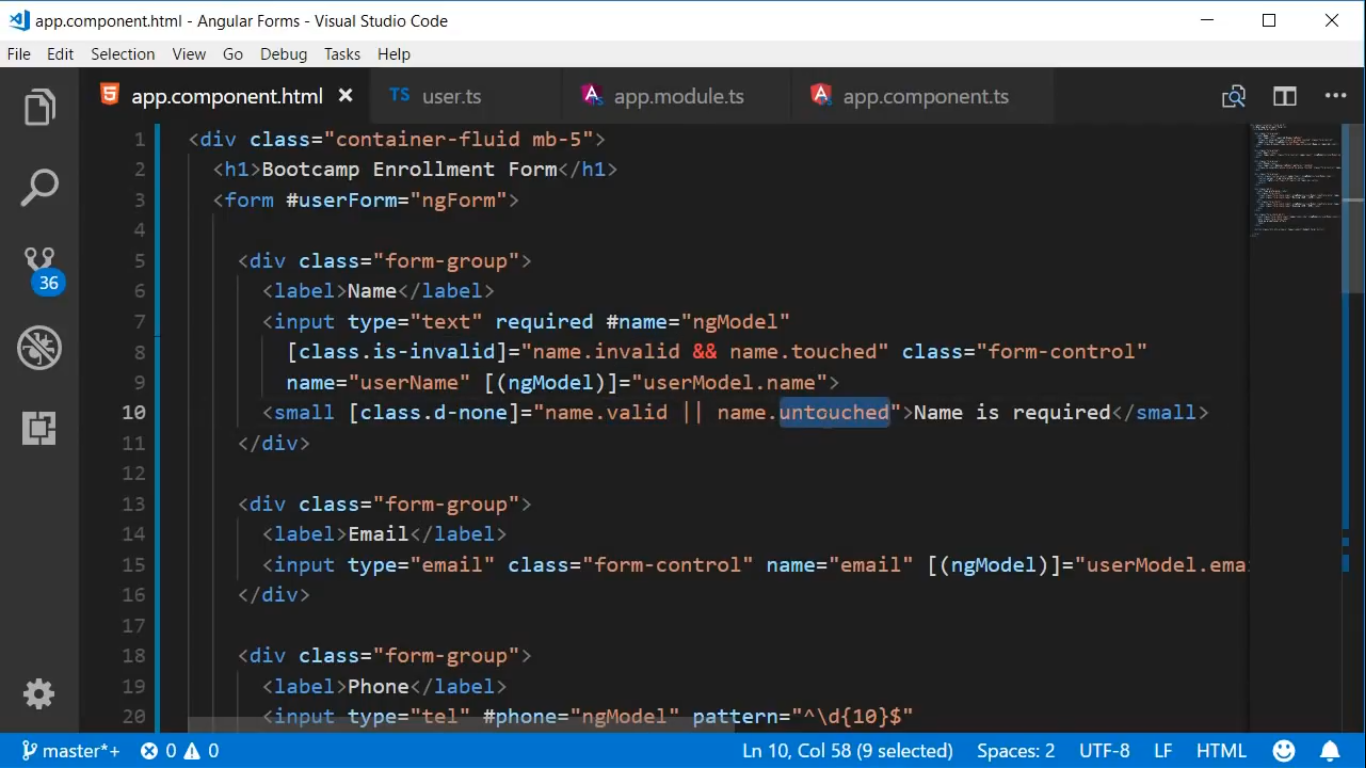 app.component.html - Angular Forms - Visual Studio Code
File Edit Selection View Go Debug Tasks Help
app.component.html TS user.ts app.module.ts app.component.ts
1 <div class="container-fluid mb-5">
2 <h1>Bootcamp Enrollment Form</h1>
3 <form #userForm="ngForm">
4
5 <div class="form-group">
6 <label>Name</label>
7 <input type="text" required #name="ngModel"
8 [class.is-invalid]="name.invalid && name.touched" class="form-control"
9 name="userName" [(ngModel)]="userModel.name">
10 <small [class.d-none]="name.valid || name.untouched">Name is required</small>
11 </div>
12
13 <div class="form-group">
14 <label>Email</label>
15 <input type="email" class="form-control" name="email" [(ngModel)]="userModel.emai
16 </div>
17
18 <div class="form-group">
19 <label>Phone</label>
20 <input type="tel" #phone="ngModel" pattern="^\d{10}$"
36
master*+ 0 0 Ln 10, Col 58 (9 selected) Spaces: 2 UTF-8 LF HTML